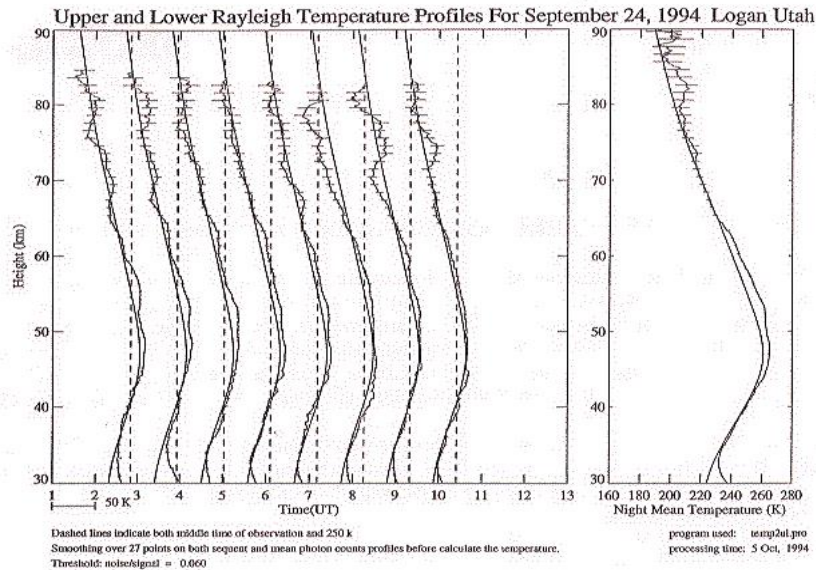 Upper and Lower Rayleigh Temperature Profiles For September 24, 1994 Logan Utah
90
80
70
60
50
40
30
Height (km)
1 2 3 4 5 6 7 8 9 10 11 12 13
50 K
Time(UT)
90
80
70
60
50
40
30
160 180 200 220 240 260 280
Night Mean Temperature (K)
Dashed lines indicate both middle time of observation and 250 k
Smoothing over 27 points on both sequent and mean photon counts profiles before calculate the temperature.
Threshold: noise/signal = 0.060
program used: temp2ul.pro
processing time: 5 Oct, 1994